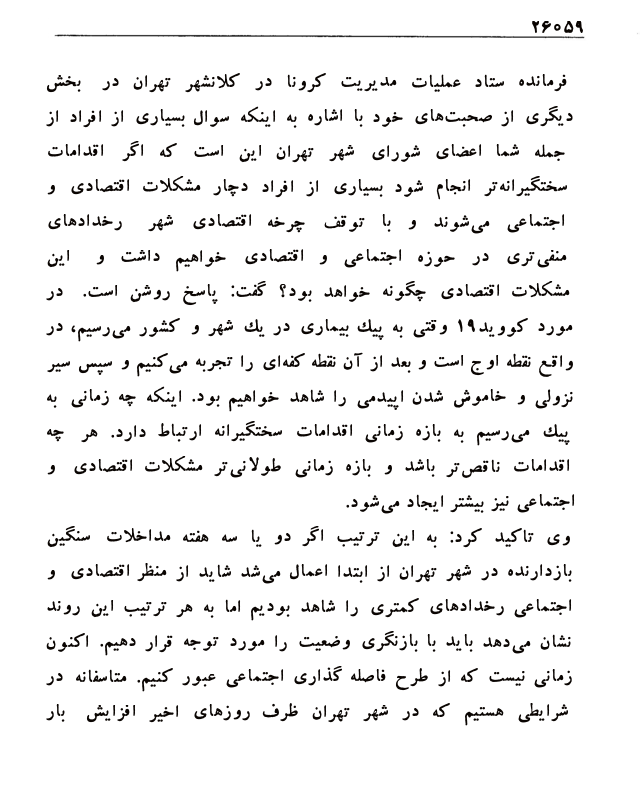 ۲۶۰۵۹
فرمانده ستاد عملیات مدیریت کرونا در کلانشهر تهران در بخش
دیگری از صحبت‌های خود با اشاره به اینکه سوال بسیاری از افراد از
جمله شما اعضای شورای شهر تهران این است که اگر اقدامات
سختگیرانه‌تر انجام شود بسیاری از افراد دچار مشکلات اقتصادی و
اجتماعی می‌شوند و با توقف چرخه اقتصادی شهر رخدادهای
منفی‌تری در حوزه اجتماعی و اقتصادی خواهیم داشت و این
مشکلات اقتصادی چگونه خواهد بود؟ گفت: پاسخ روشن است. در
مورد کووید۱۹ وقتی به پیك بیماری در یك شهر و کشور می‌رسیم، در
واقع نقطه اوج است و بعد از آن نقطه کفه‌ای را تجربه می‌کنیم و سپس سیر
نزولی و خاموش شدن اپیدمی را شاهد خواهیم بود. اینکه چه زمانی به
پیك می‌رسیم به بازه زمانی اقدامات سختگیرانه ارتباط دارد. هر چه
اقدامات ناقص‌تر باشد و بازه زمانی طولانی‌تر مشکلات اقتصادی و
اجتماعی نیز بیشتر ایجاد می‌شود.
وی تاکید کرد: به این ترتیب اگر دو یا سه هفته مداخلات سنگین
بازدارنده در شهر تهران از ابتدا اعمال می‌شد شاید از منظر اقتصادی و
اجتماعی رخدادهای کمتری را شاهد بودیم اما به هر ترتیب این روند
نشان می‌دهد باید با بازنگری وضعیت را مورد توجه قرار دهیم. اکنون
زمانی نیست که از طرح فاصله گذاری اجتماعی عبور کنیم. متاسفانه در
شرایطی هستیم که در شهر تهران ظرف روزهای اخیر افزایش بار